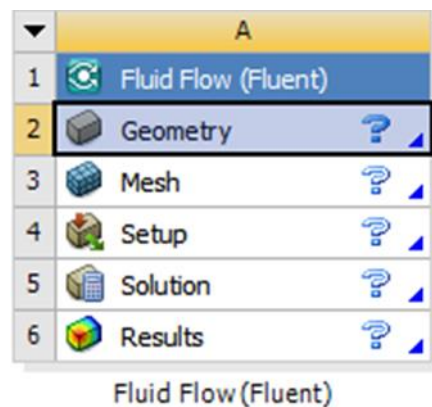 A
1 Fluid Flow (Fluent)
2 Geometry ?
3 Mesh ?
4 Setup ?
5 Solution ?
6 Results ?
Fluid Flow (Fluent)